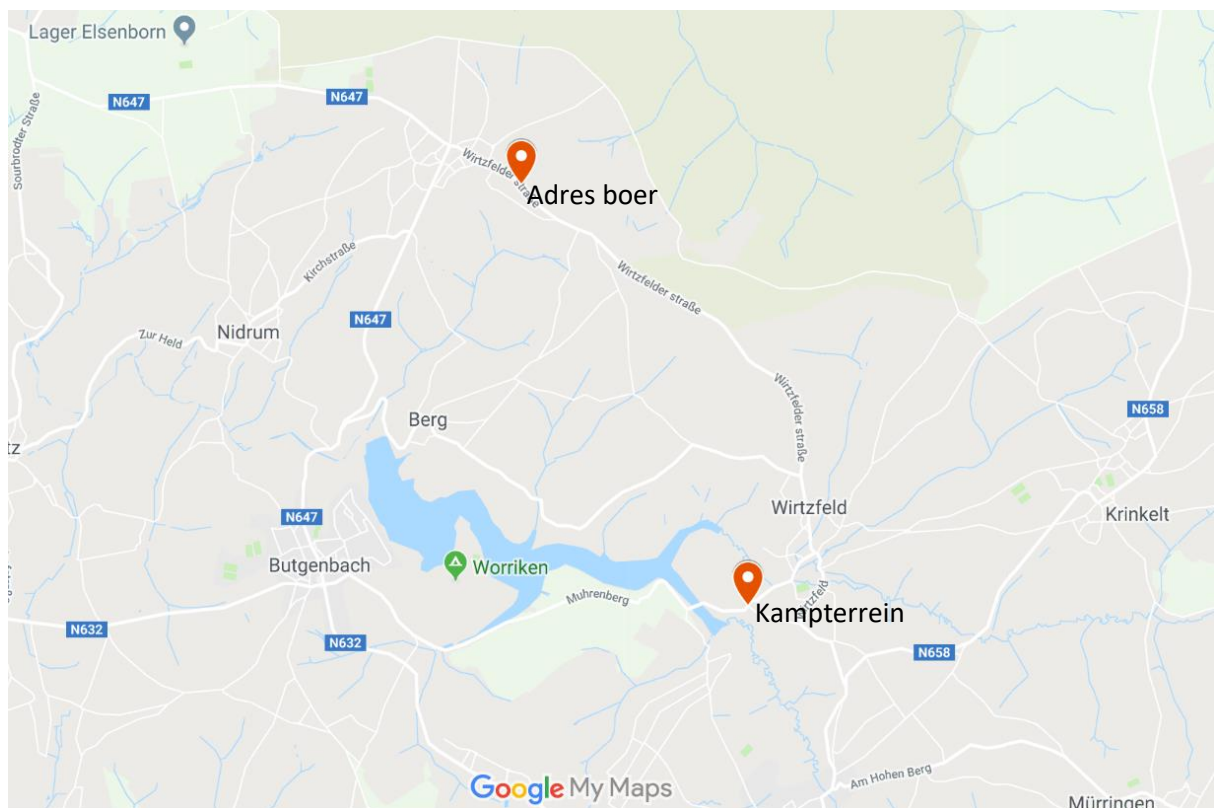 Lager Elsenborn
N647
N647
Sourbrodter Straße
Wirtzfelder straße
Adres boer
Kirchstraße
Wirtzfelder straße
Nidrum
N647
Zur Held
Wirtzfelder straße
Berg
N658
tz
Wirtzfeld
Krinkelt
N647
Butgenbach
Worriken
Muhrenberg
Wirtzfeld
Kampterrein
N632
N632
N658
Am Hohen Berg
Google My Maps
Mürringen